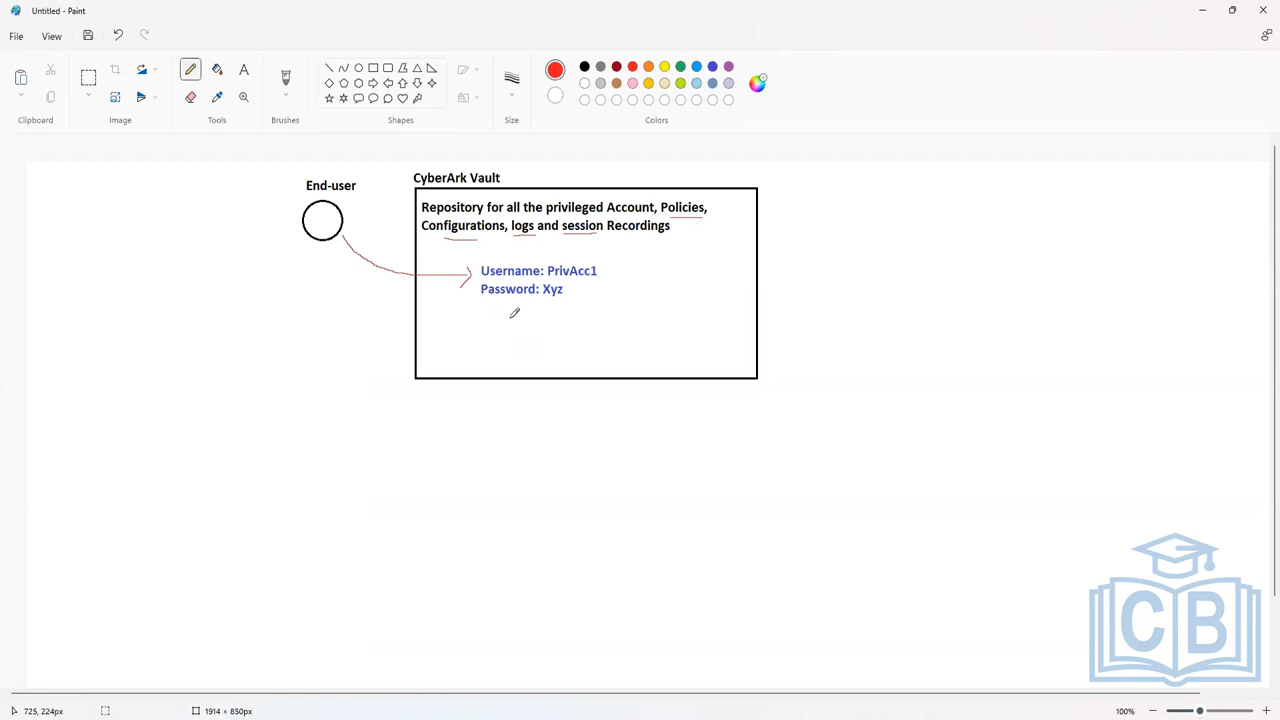 Untitled - Paint
File View
Clipboard
Image
Tools
Brushes
Shapes
Size
Colors
End-user
CyberArk Vault
Repository for all the privileged Account, Policies,
Configurations, logs and session Recordings
Username: PrivAcc1
Password: Xyz
CB
725, 224px
1914 × 850px
100%